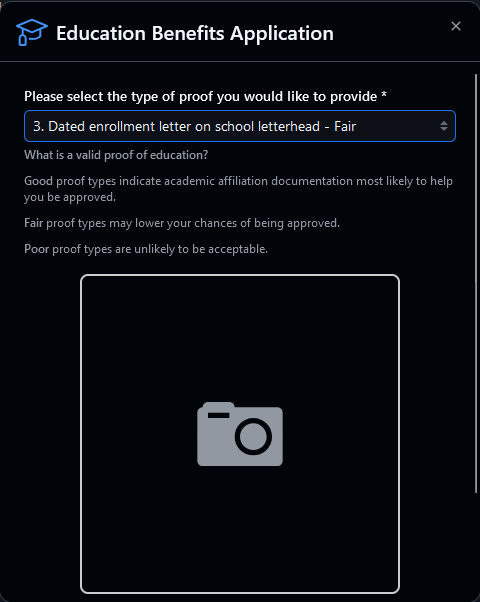 Education Benefits Application
Please select the type of proof you would like to provide *
3. Dated enrollment letter on school letterhead - Fair
What is a valid proof of education?
Good proof types indicate academic affiliation documentation most likely to help
you be approved.
Fair proof types may lower your chances of being approved.
Poor proof types are unlikely to be acceptable.